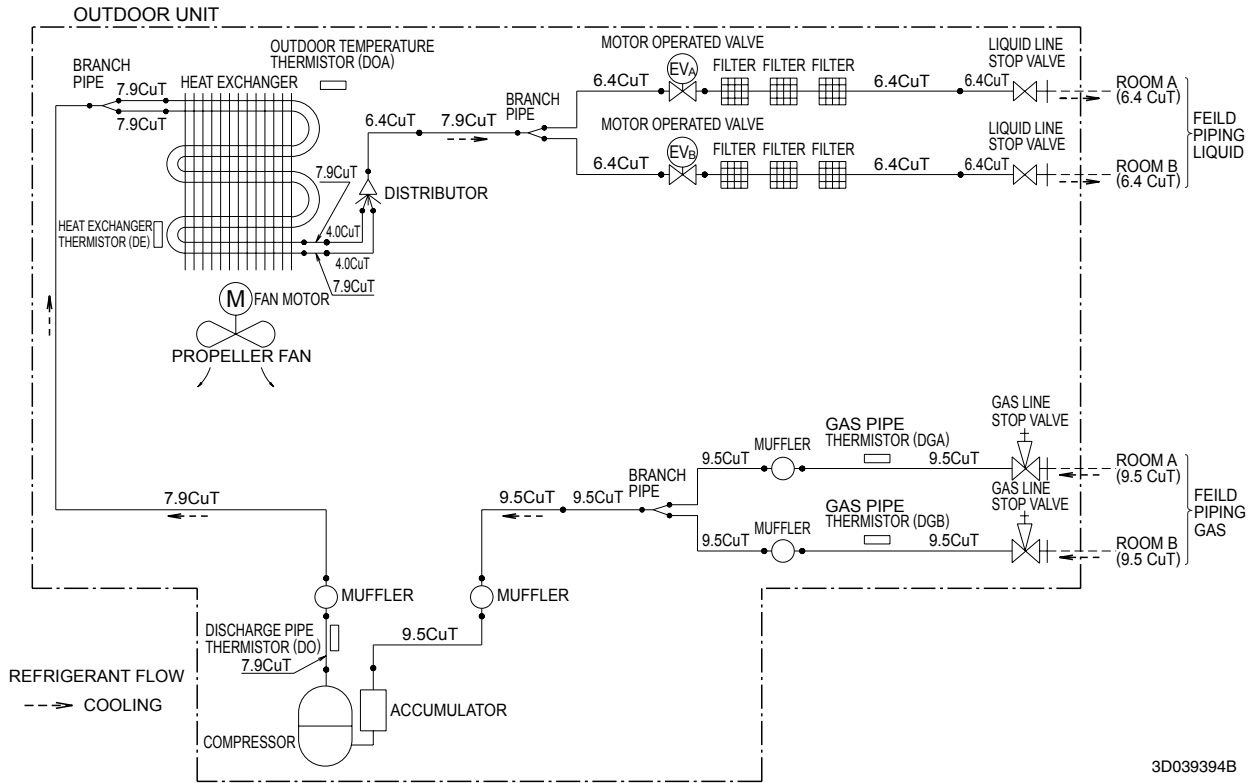 OUTDOOR UNIT
OUTDOOR TEMPERATURE
THERMISTOR (DOA)
BRANCH
PIPE
7.9CuT
7.9CuT
HEAT EXCHANGER
HEAT EXCHANGER
THERMISTOR (DE)
7.9CuT
4.0CuT
4.0CuT
7.9CuT
DISTRIBUTOR
6.4CuT
7.9CuT
BRANCH
PIPE
MOTOR OPERATED VALVE
6.4CuT
EVA
FILTER
FILTER
FILTER
6.4CuT
6.4CuT
LIQUID LINE
STOP VALVE
ROOM A
(6.4 CuT)
MOTOR OPERATED VALVE
6.4CuT
EVB
FILTER
FILTER
FILTER
6.4CuT
6.4CuT
LIQUID LINE
STOP VALVE
ROOM B
(6.4 CuT)
FEILD
PIPING
LIQUID
M
FAN MOTOR
PROPELLER FAN
GAS LINE
STOP VALVE
GAS PIPE
THERMISTOR (DGA)
MUFFLER
9.5CuT
9.5CuT
ROOM A
(9.5 CuT)
GAS LINE
STOP VALVE
GAS PIPE
THERMISTOR (DGB)
MUFFLER
9.5CuT
9.5CuT
ROOM B
(9.5 CuT)
FEILD
PIPING
GAS
BRANCH
PIPE
9.5CuT
9.5CuT
7.9CuT
MUFFLER
MUFFLER
DISCHARGE PIPE
THERMISTOR (DO)
7.9CuT
9.5CuT
ACCUMULATOR
COMPRESSOR
REFRIGERANT FLOW
COOLING
3D039394B